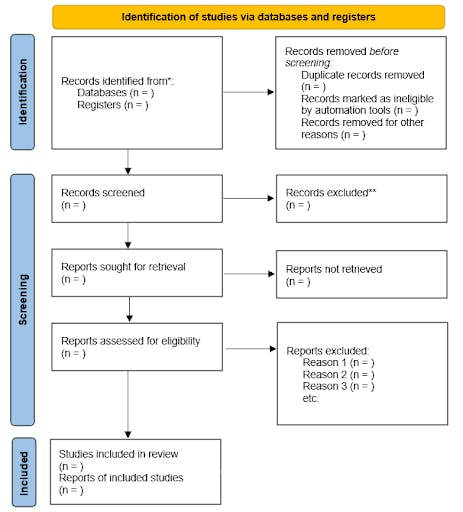 Identification of studies via databases and registers
Identification
Records identified from*:
Databases (n = )
Registers (n = )
Records removed before
screening:
Duplicate records removed
(n = )
Records marked as ineligible
by automation tools (n = )
Records removed for other
reasons (n = )
Screening
Records screened
(n = )
Records excluded**
(n = )
Reports sought for retrieval
(n = )
Reports not retrieved
(n = )
Reports assessed for eligibility
(n = )
Reports excluded:
Reason 1 (n = )
Reason 2 (n = )
Reason 3 (n = )
etc.
Included
Studies included in review
(n = )
Reports of included studies
(n = )